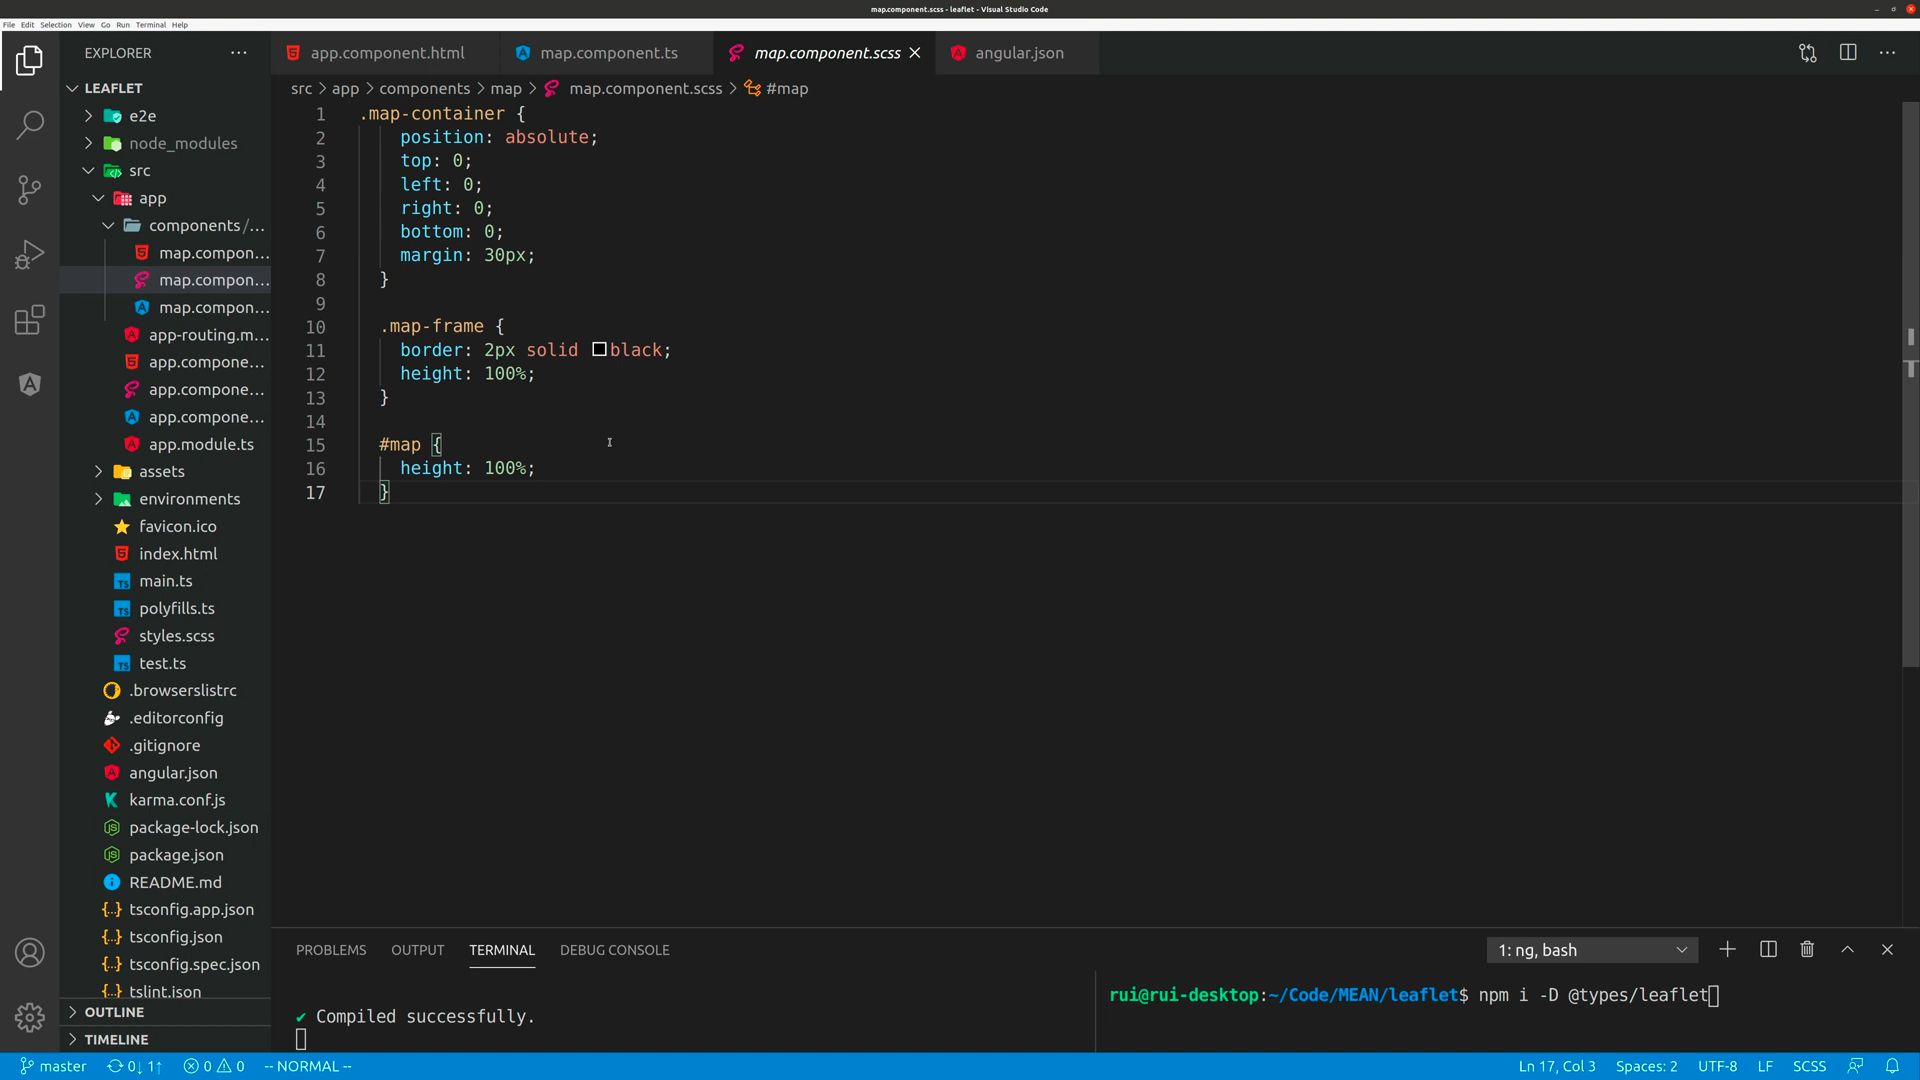 map.component.scss - leaflet - Visual Studio Code
File Edit Selection View Go Run Terminal Help
EXPLORER
app.component.html
map.component.ts
map.component.scss
angular.json
LEAFLET
e2e
node_modules
src
app
components/...
map.compon...
map.compon...
map.compon...
app-routing.m...
app.compone...
app.compone...
app.compone...
app.module.ts
assets
environments
favicon.ico
index.html
main.ts
polyfills.ts
styles.scss
test.ts
.browserslistrc
.editorconfig
.gitignore
angular.json
karma.conf.js
package-lock.json
package.json
README.md
tsconfig.app.json
tsconfig.json
tsconfig.spec.json
tslint.json
OUTLINE
TIMELINE
src > app > components > map > map.component.scss > #map
1 .map-container {
2 position: absolute;
3 top: 0;
4 left: 0;
5 right: 0;
6 bottom: 0;
7 margin: 30px;
8 }
9
10 .map-frame {
11 border: 2px solid black;
12 height: 100%;
13 }
14
15 #map {
16 height: 100%;
17 }
PROBLEMS OUTPUT TERMINAL DEBUG CONSOLE
1: ng, bash
✔ Compiled successfully.
rui@rui-desktop:~/Code/MEAN/leaflet$ npm i -D @types/leaflet
master 0↓ 1↑ 0 0 -- NORMAL --
Ln 17, Col 3 Spaces: 2 UTF-8 LF SCSS